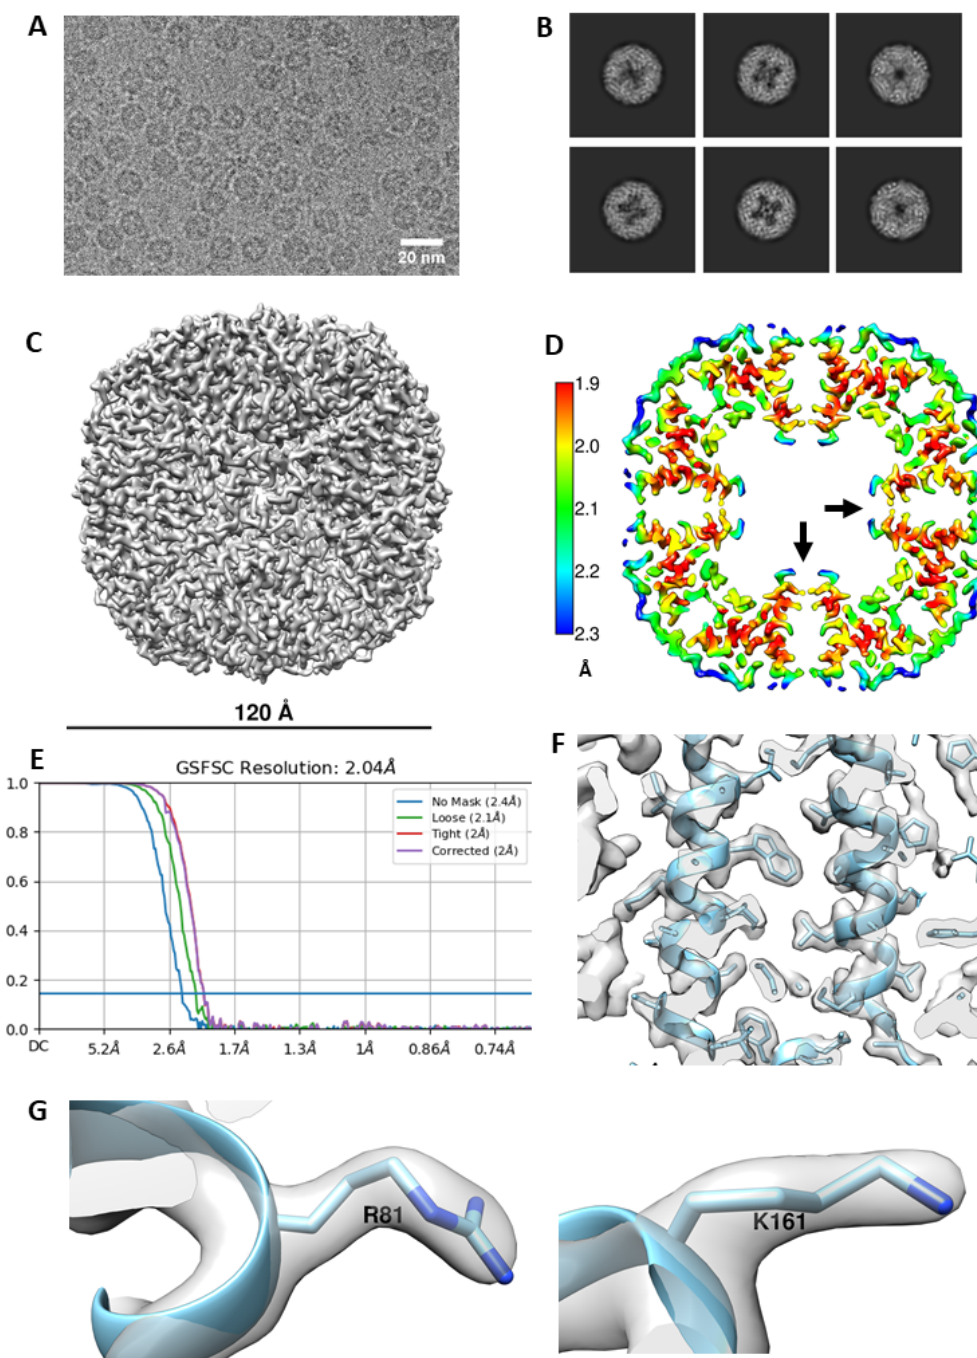 A
20 nm
B
C
120 Å
D
1.9
2.0
2.1
2.2
2.3
Å
E
GSFSC Resolution: 2.04Å
1.0
0.8
0.6
0.4
0.2
0.0
No Mask (2.4Å)
Loose (2.1Å)
Tight (2Å)
Corrected (2Å)
DC
5.2Å
2.6Å
1.7Å
1.3Å
1Å
0.86Å
0.74Å
F
G
R81
K161